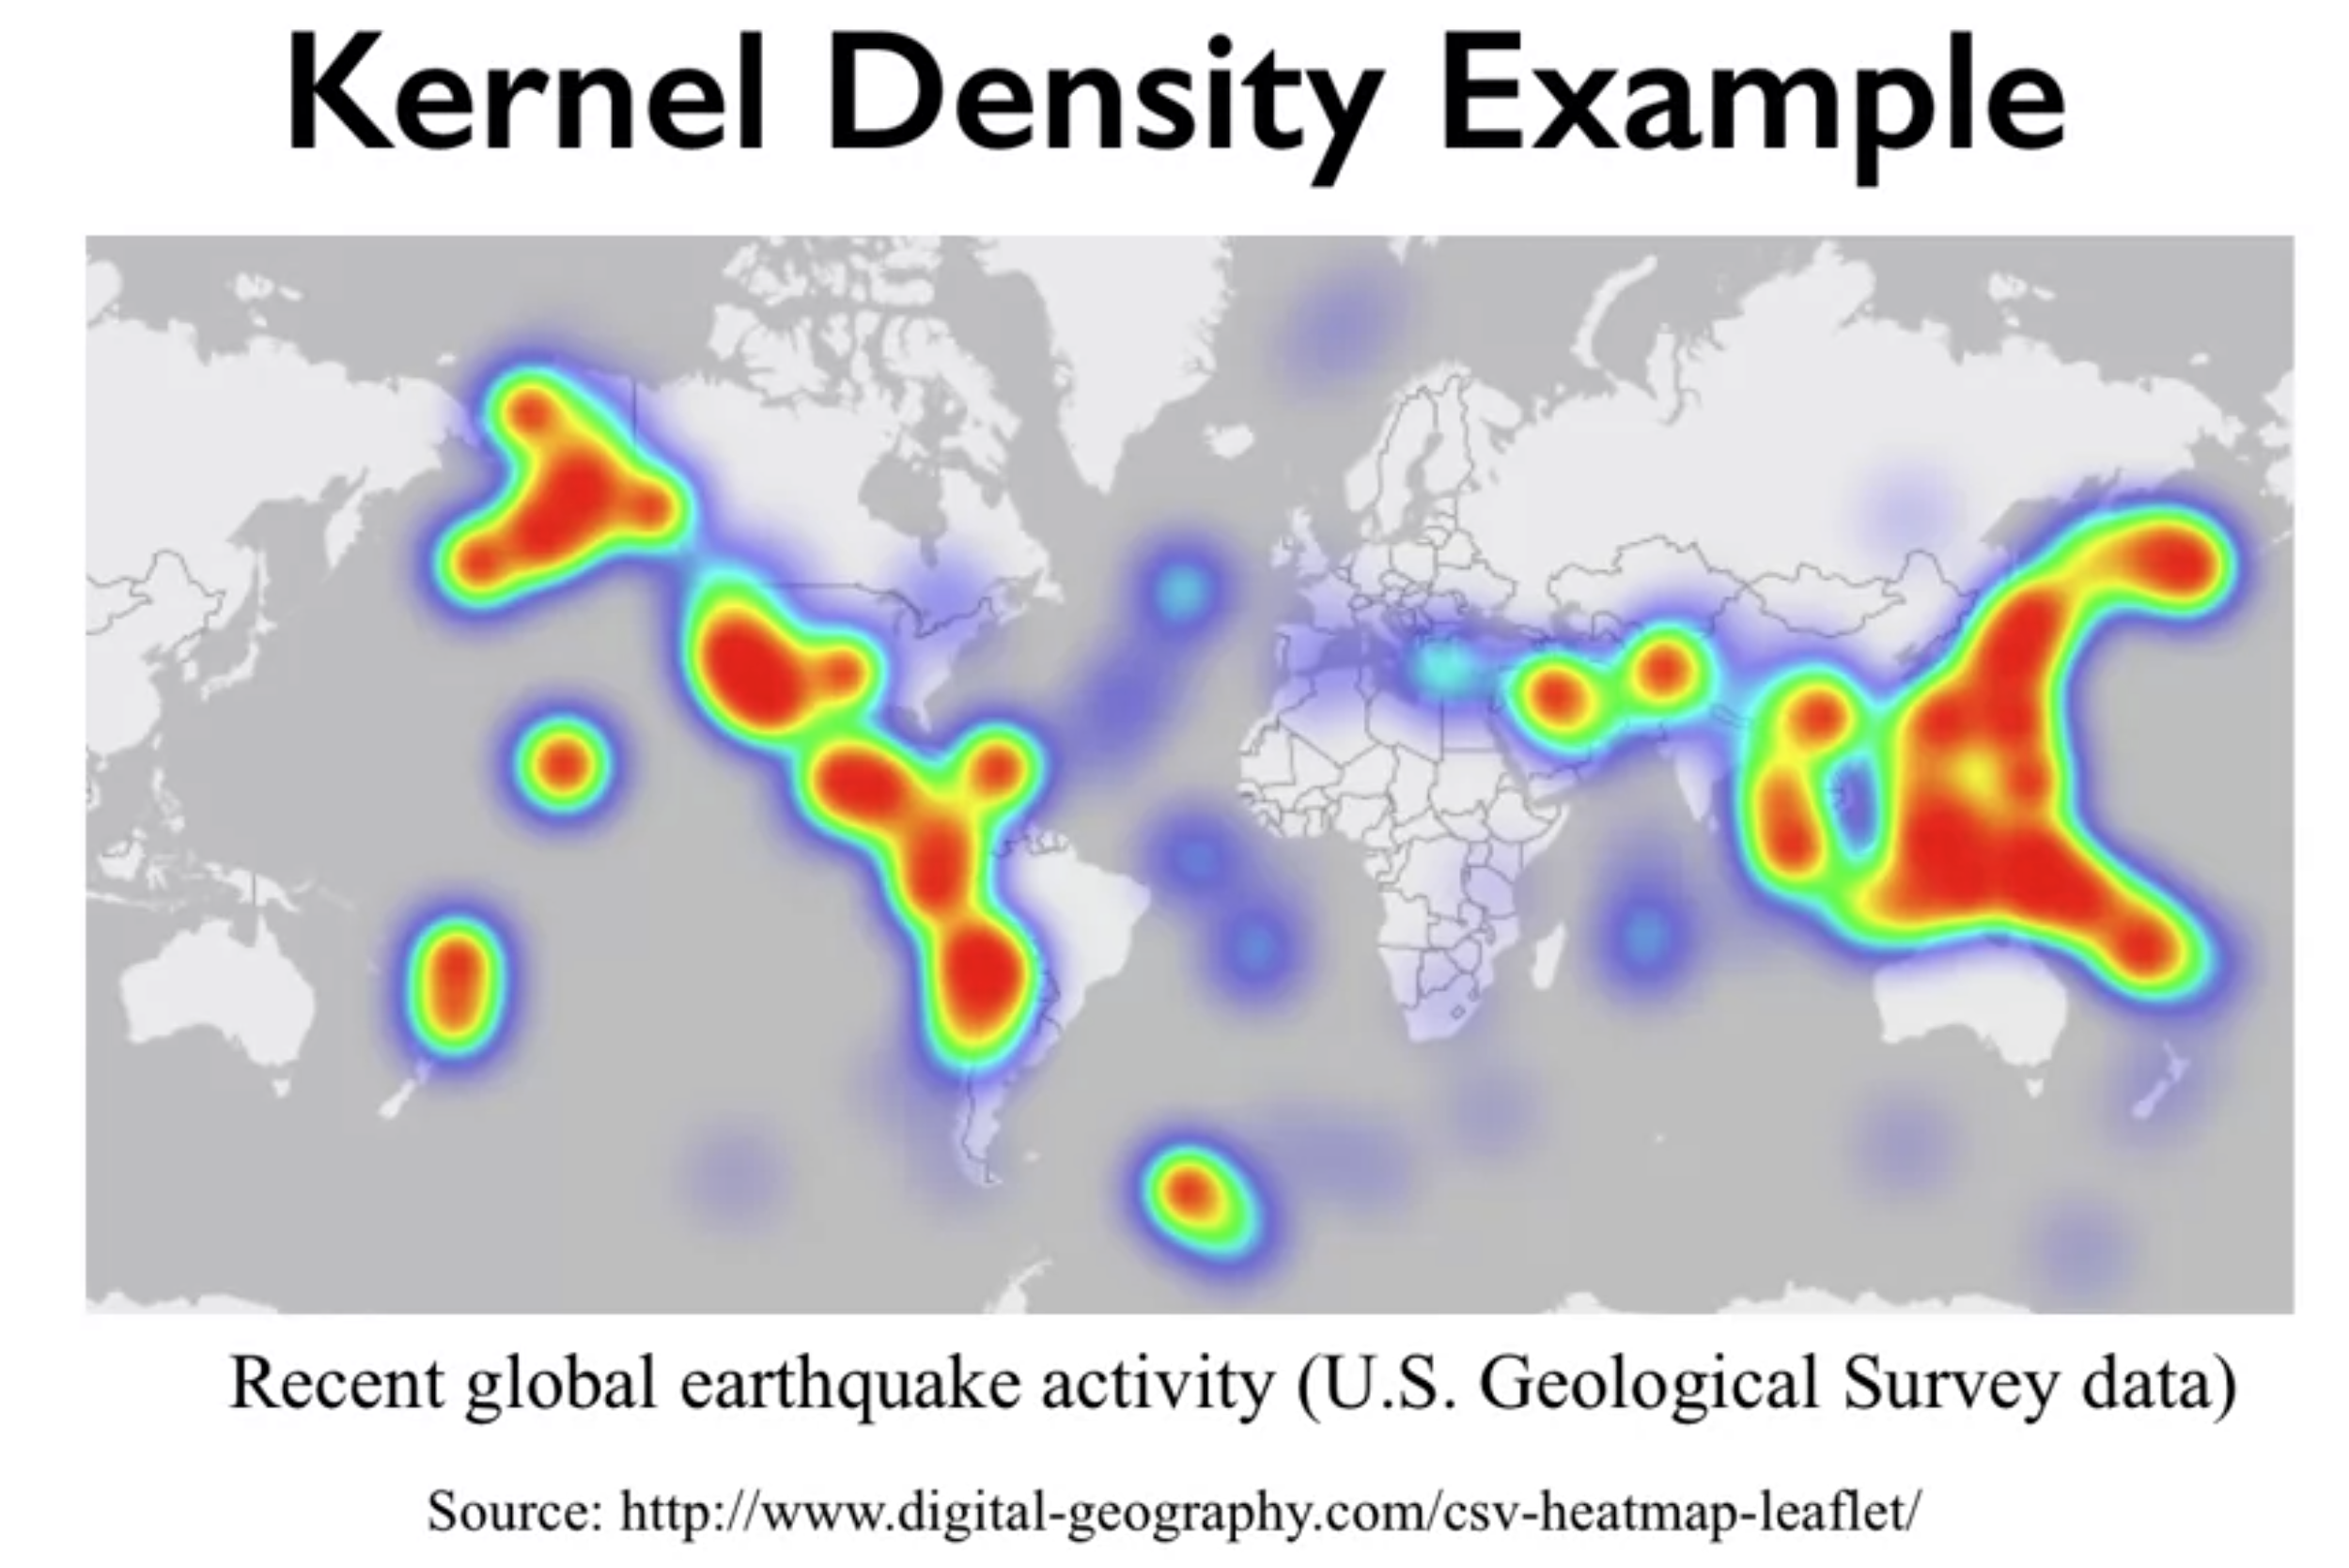 Kernel Density Example
Recent global earthquake activity (U.S. Geological Survey data)
Source: http://www.digital-geography.com/csv-heatmap-leaflet/